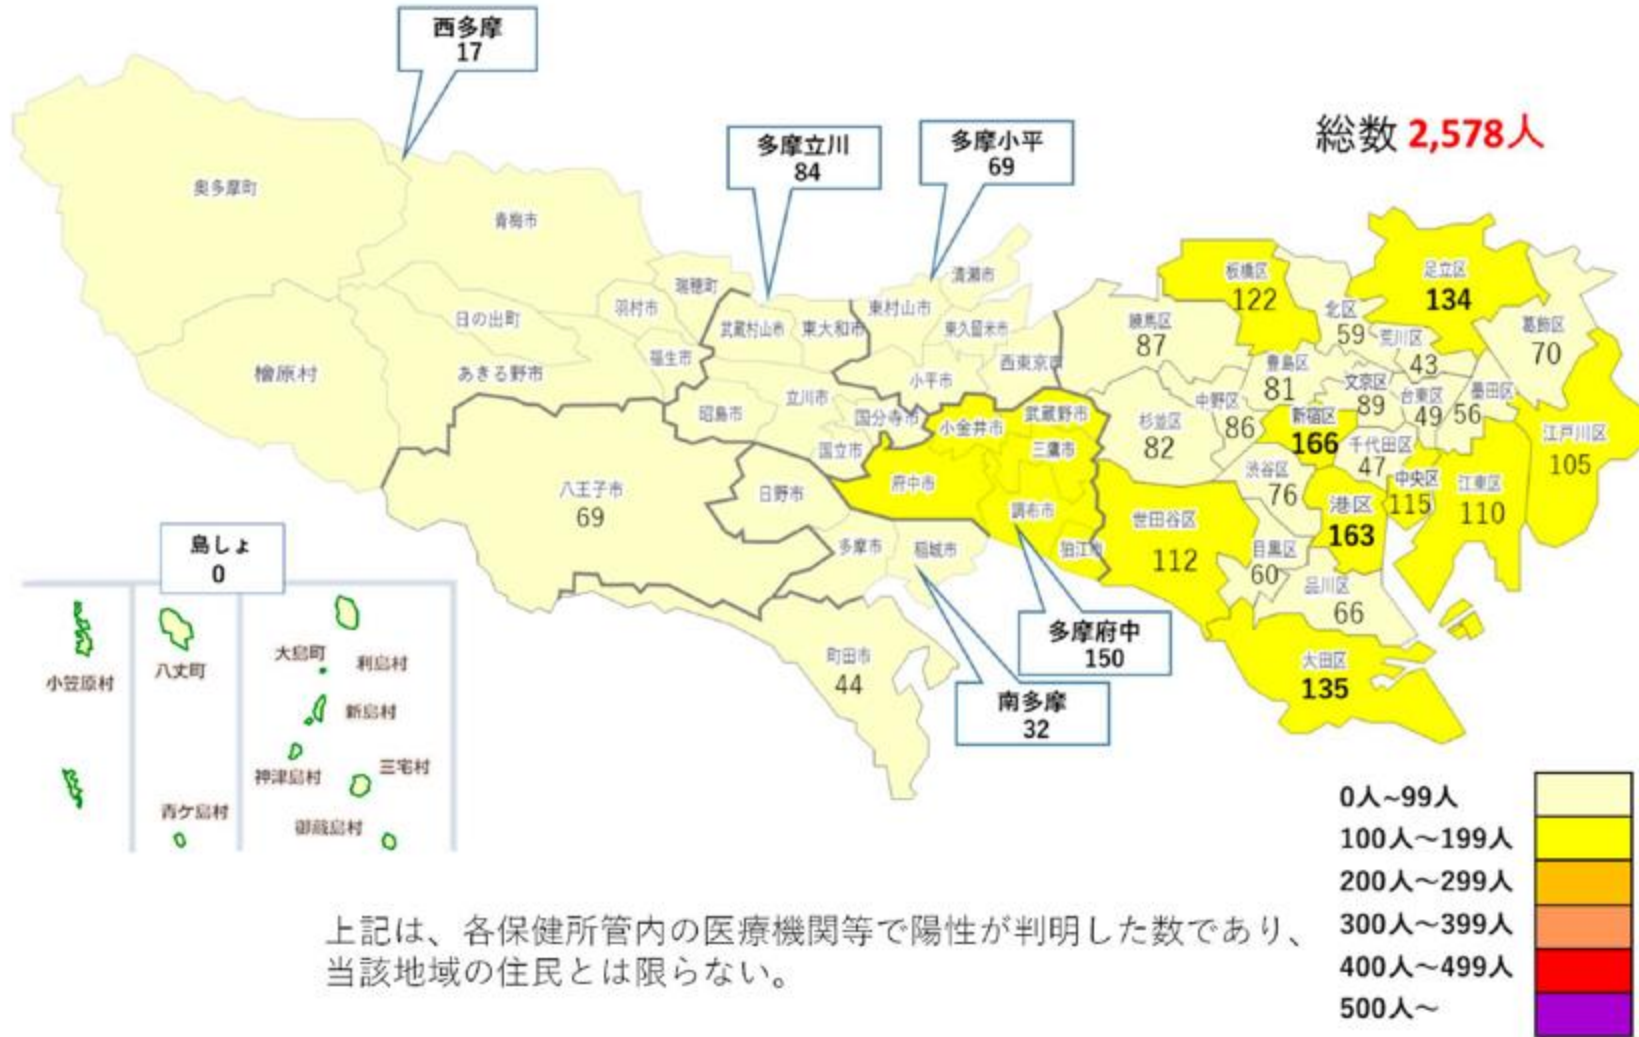 西多摩
17
多摩立川
84
多摩小平
69
総数 2,578人
奥多摩町
青梅市
瑞穂町
羽村市
日の出町
福生市
あきる野市
檜原村
武蔵村山市
東大和市
東村山市
清瀬市
東久留米市
西東京市
小平市
立川市
昭島市
国分寺市
国立市
小金井市
武蔵野市
三鷹市
府中市
調布市
狛江市
八王子市
69
日野市
多摩市
稲城市
町田市
44
板橋区
122
北区
59
足立区
134
葛飾区
70
練馬区
87
荒川区
43
豊島区
81
文京区
89
台東区
49
墨田区
56
中野区
86
杉並区
82
新宿区
166
千代田区
47
江戸川区
105
渋谷区
76
中央区
115
江東区
110
港区
163
世田谷区
112
目黒区
60
品川区
66
大田区
135
多摩府中
150
南多摩
32
島しょ
0
小笠原村
八丈町
青ケ島村
大島町
利島村
新島村
神津島村
三宅村
御蔵島村
0人~99人
100人～199人
200人～299人
300人～399人
400人～499人
500人～
上記は、各保健所管内の医療機関等で陽性が判明した数であり、
当該地域の住民とは限らない。